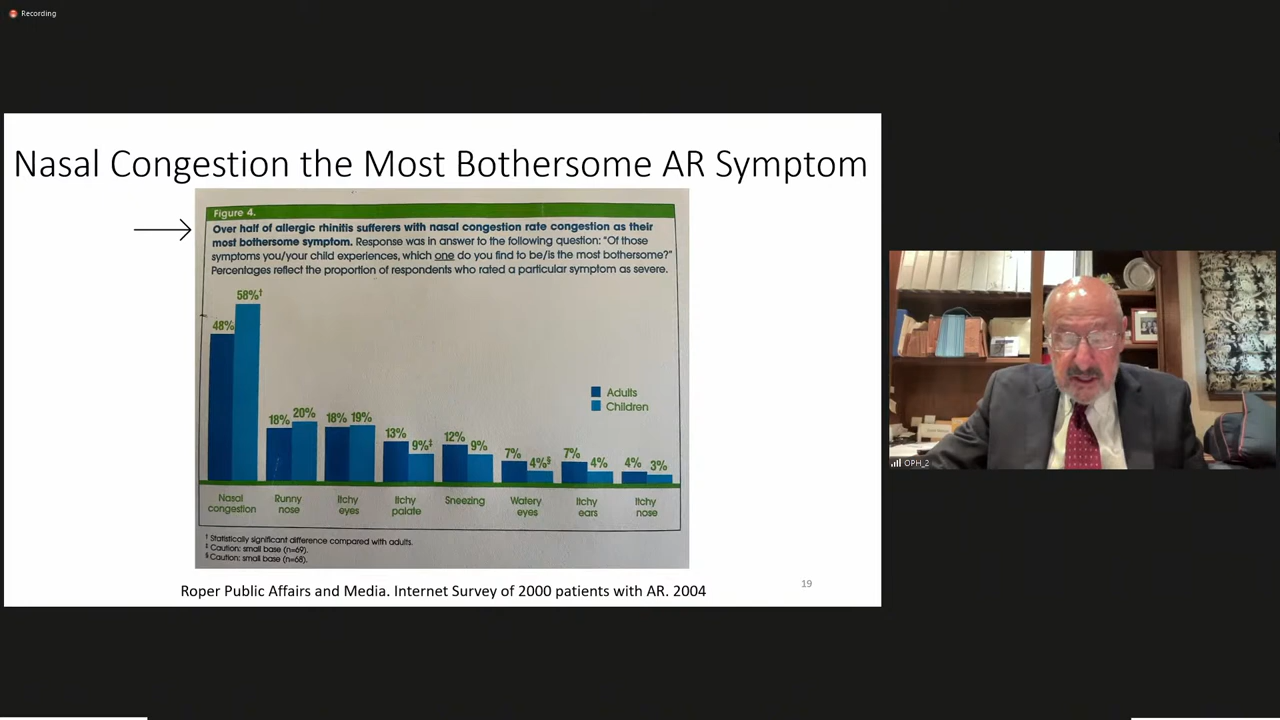 Recording
Nasal Congestion the Most Bothersome AR Symptom
Figure 4.
Over half of allergic rhinitis sufferers with nasal congestion rate congestion as their
most bothersome symptom. Response was in answer to the following question: "Of those
symptoms you/your child experiences, which one do you find to be/is the most bothersome?"
Percentages reflect the proportion of respondents who rated a particular symptom as severe.
48% 58%†
18% 20%
18% 19%
13% 9%‡
12% 9%
7% 4%§
7% 4%
4% 3%
Adults
Children
Nasal
congestion
Runny
nose
Itchy
eyes
Itchy
palate
Sneezing
Watery
eyes
Itchy
ears
Itchy
nose
† Statistically significant difference compared with adults.
‡ Caution: small base (n=69).
§ Caution: small base (n=68).
Roper Public Affairs and Media. Internet Survey of 2000 patients with AR. 2004
19
OPH_2